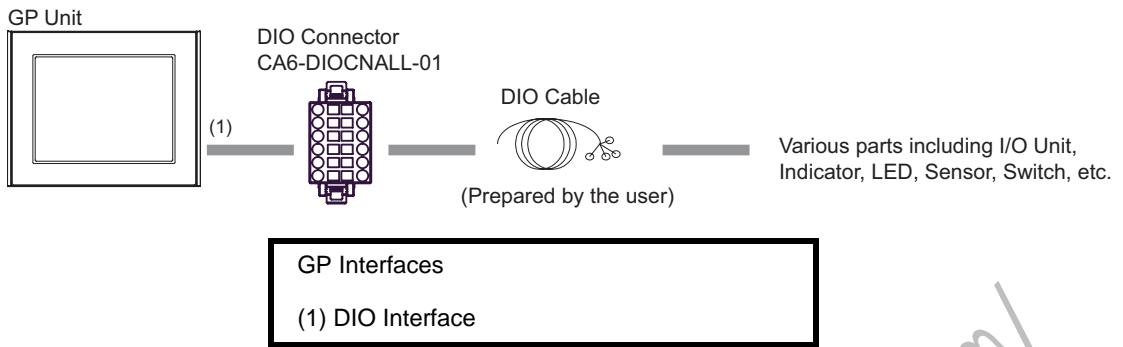 GP Unit
DIO Connector
CA6-DIOCNALL-01
DIO Cable
(1)
Various parts including I/O Unit,
Indicator, LED, Sensor, Switch, etc.
(Prepared by the user)
GP Interfaces
(1) DIO Interface